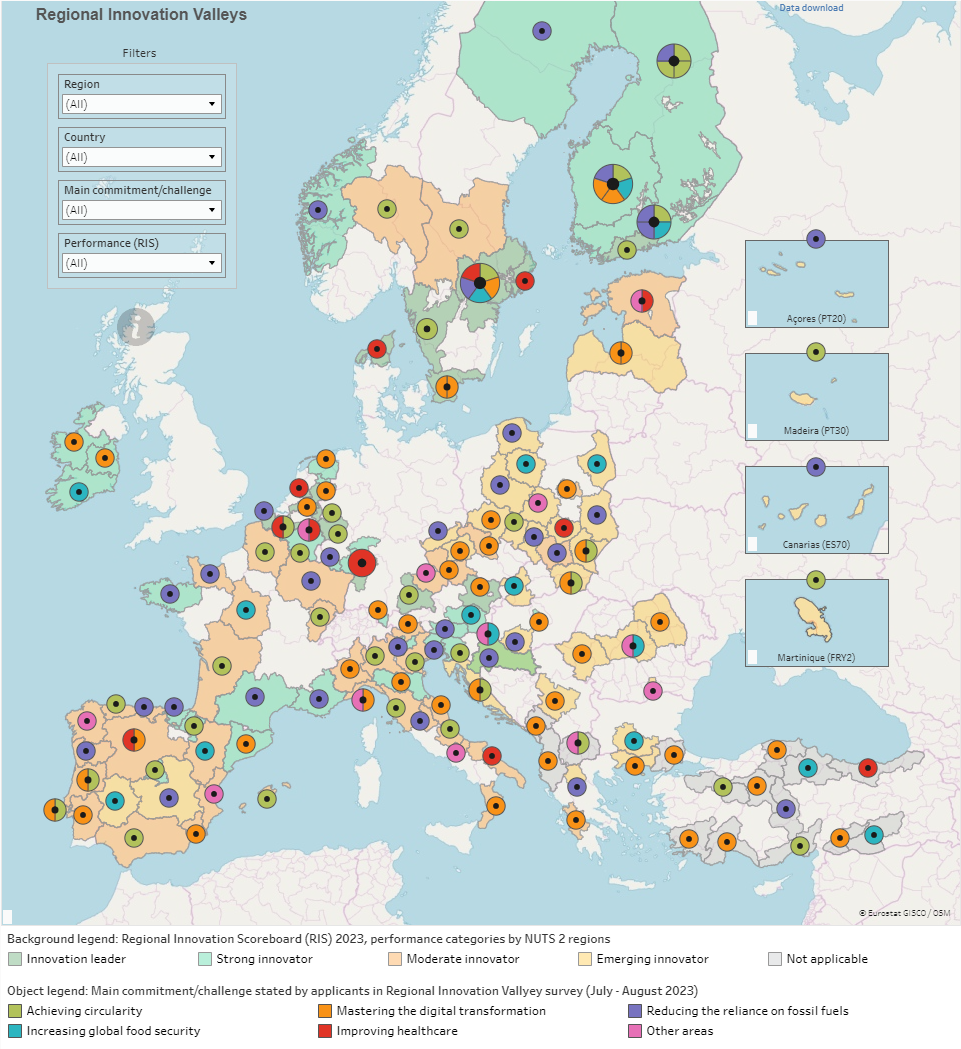 Regional Innovation Valleys
Data download
Filters
Region
(All)
Country
(All)
Main commitment/challenge
(All)
Performance (RIS)
(All)
i
Açores (PT20)
Madeira (PT30)
Canarias (ES70)
Martinique (FRY2)
© Eurostat GISCO / OSM
Background legend: Regional Innovation Scoreboard (RIS) 2023, performance categories by NUTS 2 regions
Innovation leader Strong innovator Moderate innovator Emerging innovator Not applicable
Object legend: Main commitment/challenge stated by applicants in Regional Innovation Vallyey survey (July - August 2023)
Achieving circularity Mastering the digital transformation Reducing the reliance on fossil fuels
Increasing global food security Improving healthcare Other areas